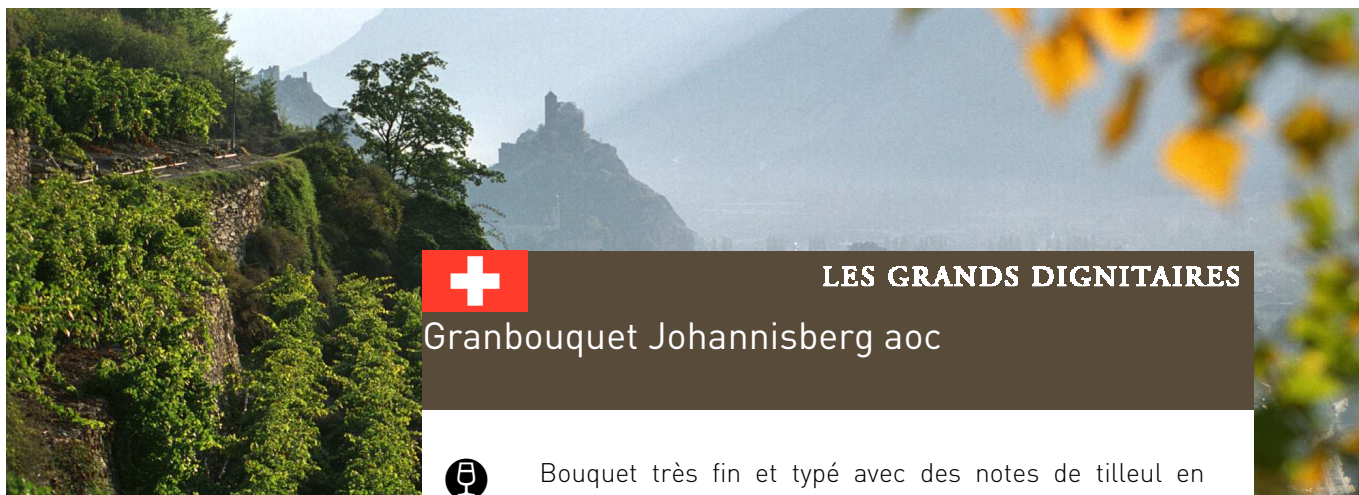 LES GRANDS DIGNITAIRES
Granbouquet Johannisberg aoc
Bouquet très fin et typé avec des notes de tilleul en